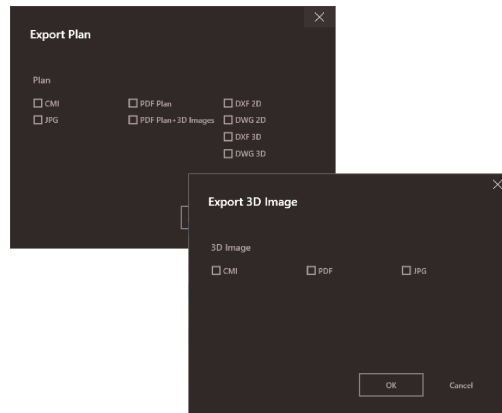 Export Plan
Plan
CMI
PDF Plan
DXF 2D
JPG
PDF Plan+3D Images
DWG 2D
DXF 3D
DWG 3D
Export 3D Image
3D Image
CMI
PDF
JPG
OK
Cancel